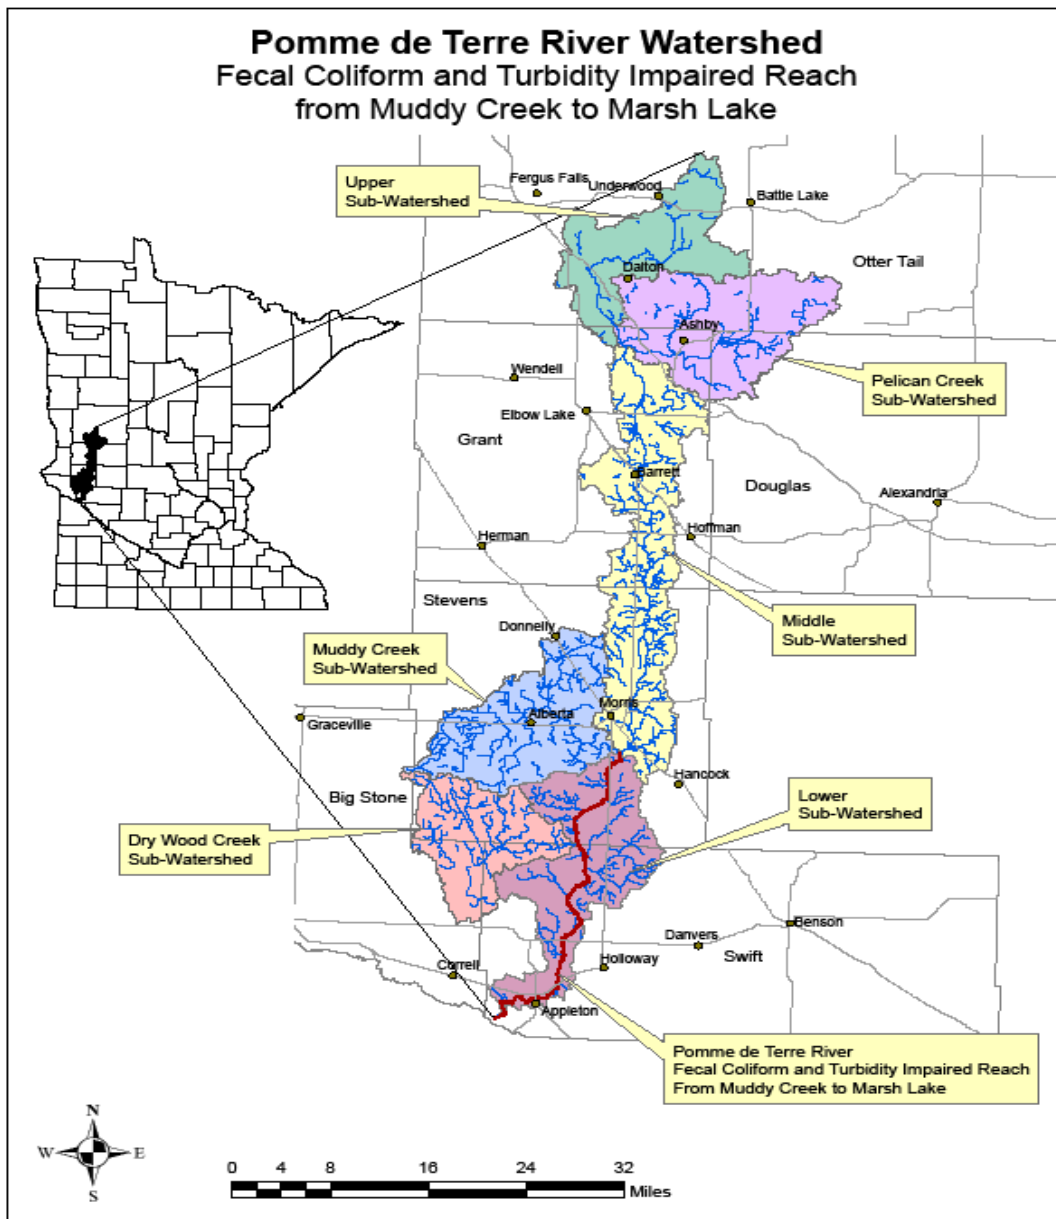 Pomme de Terre River Watershed
Fecal Coliform and Turbidity Impaired Reach
from Muddy Creek to Marsh Lake
Upper
Sub-Watershed
Fergus Falls
Underwood
Battle Lake
Otter Tail
Dalton
Ashby
Pelican Creek
Sub-Watershed
Wendell
Elbow Lake
Grant
Barrett
Douglas
Alexandria
Hoffman
Herman
Stevens
Middle
Sub-Watershed
Donnelly
Muddy Creek
Sub-Watershed
Morris
Alberta
Graceville
Hancock
Big Stone
Lower
Sub-Watershed
Dry Wood Creek
Sub-Watershed
Benson
Danvers
Swift
Holloway
Correll
Appleton
Pomme de Terre River
Fecal Coliform and Turbidity Impaired Reach
From Muddy Creek to Marsh Lake
N
W E
S
0 4 8 16 24 32
Miles